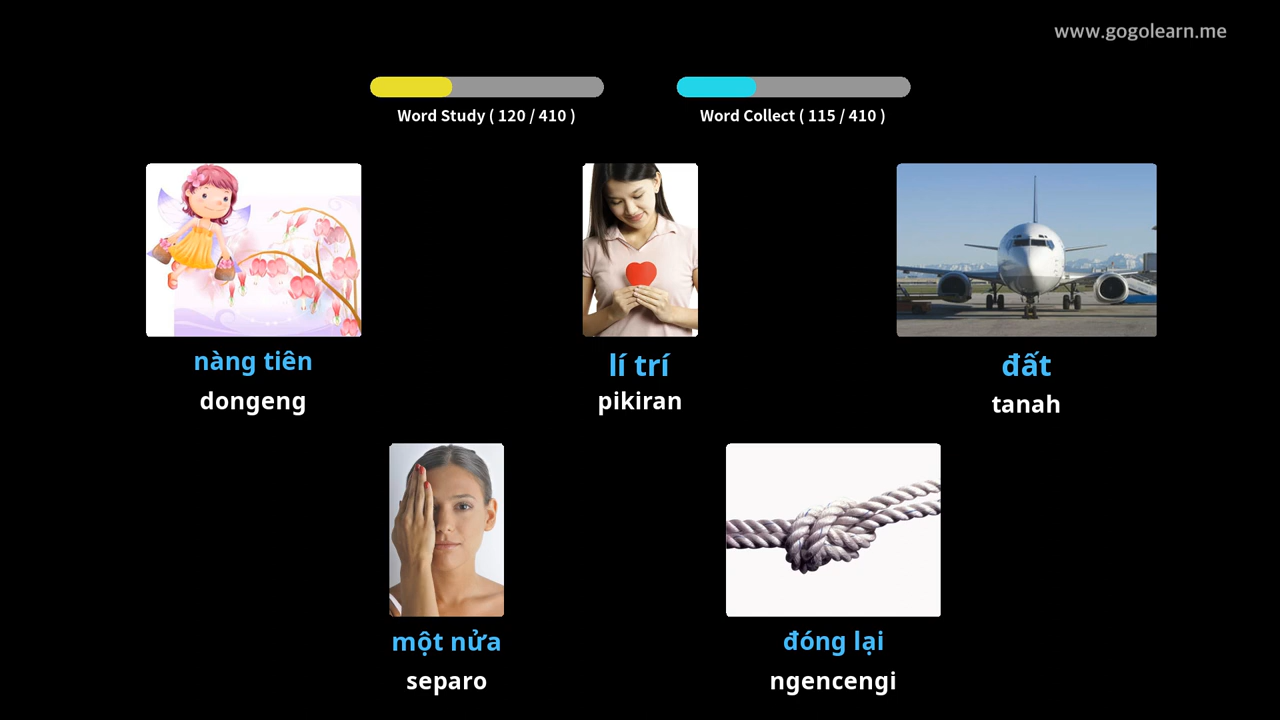 www.gogolearn.me
Word Study ( 120 / 410 )
Word Collect ( 115 / 410 )
nàng tiên
dongeng
lí trí
pikiran
đất
tanah
một nửa
separo
đóng lại
ngencengi